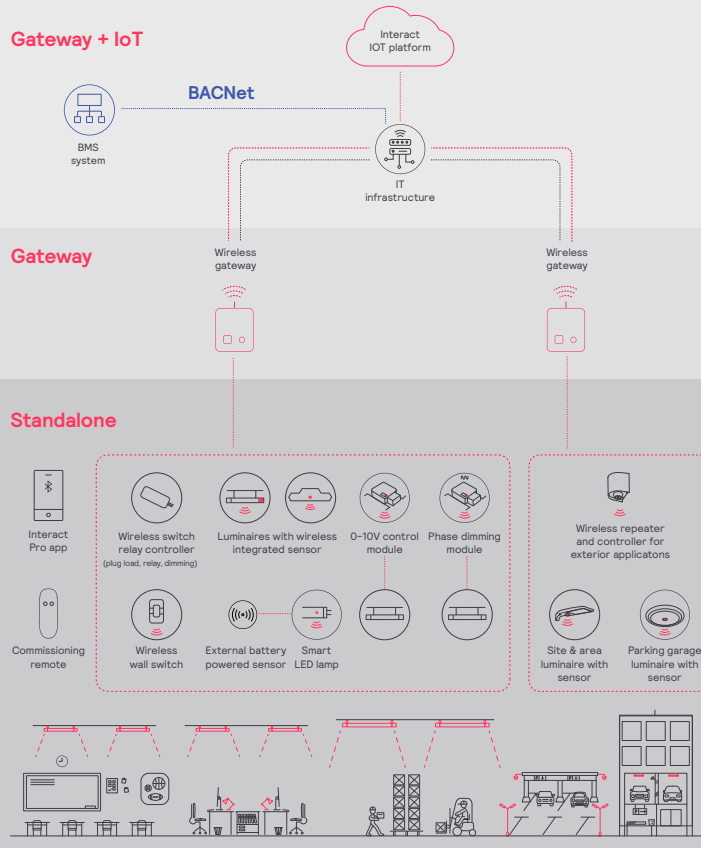 Gateway + IoT
Interact
IOT platform
BACNet
BMS
system
IT
infrastructure
Gateway
Wireless
gateway
Wireless
gateway
Standalone
Interact
Pro app
Wireless switch
relay controller
(plug load, relay, dimming)
Luminaires with wireless
integrated sensor
0-10V control
module
Phase dimming
module
Wireless repeater
and controller for
exterior applicatons
Commissioning
remote
Wireless
wall switch
External battery
powered sensor
Smart
LED lamp
Site & area
luminaire with
sensor
Parking garage
luminaire with
sensor